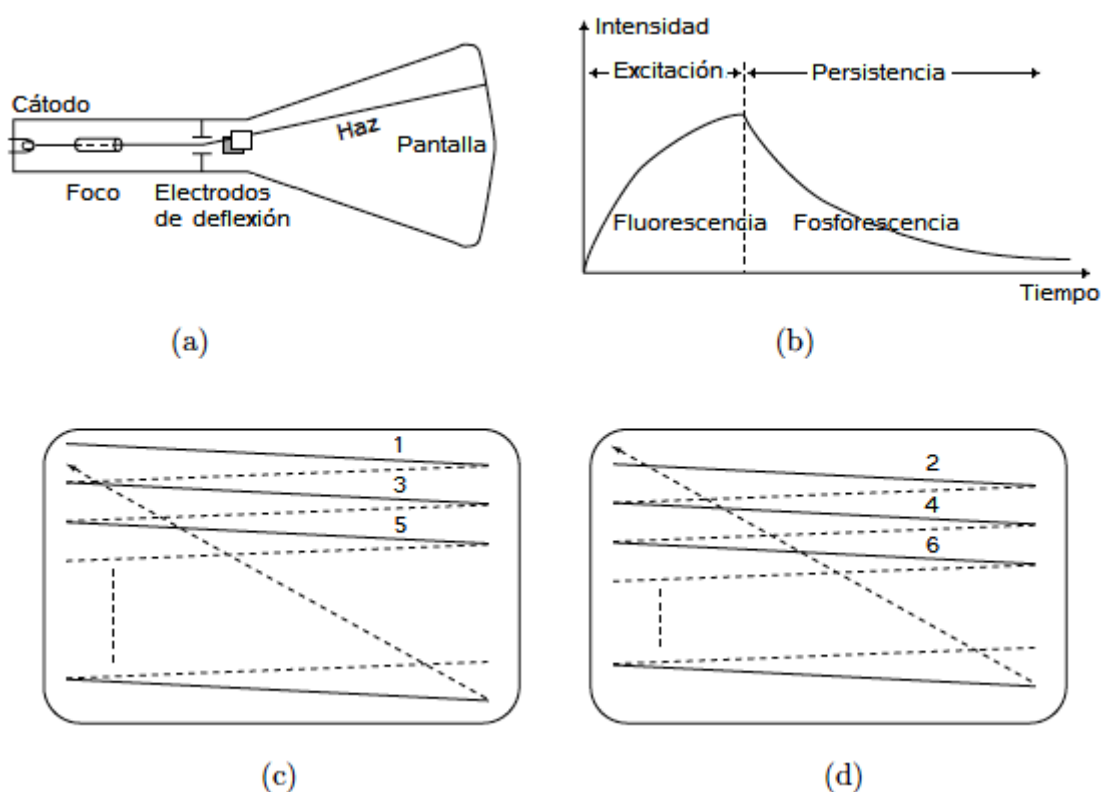 Cátodo
Foco
Electrodos
de deflexión
Haz
Pantalla
(a)
Intensidad
Excitación
Persistencia
Fluorescencia
Fosforescencia
Tiempo
(b)
1
3
5
(c)
2
4
6
(d)